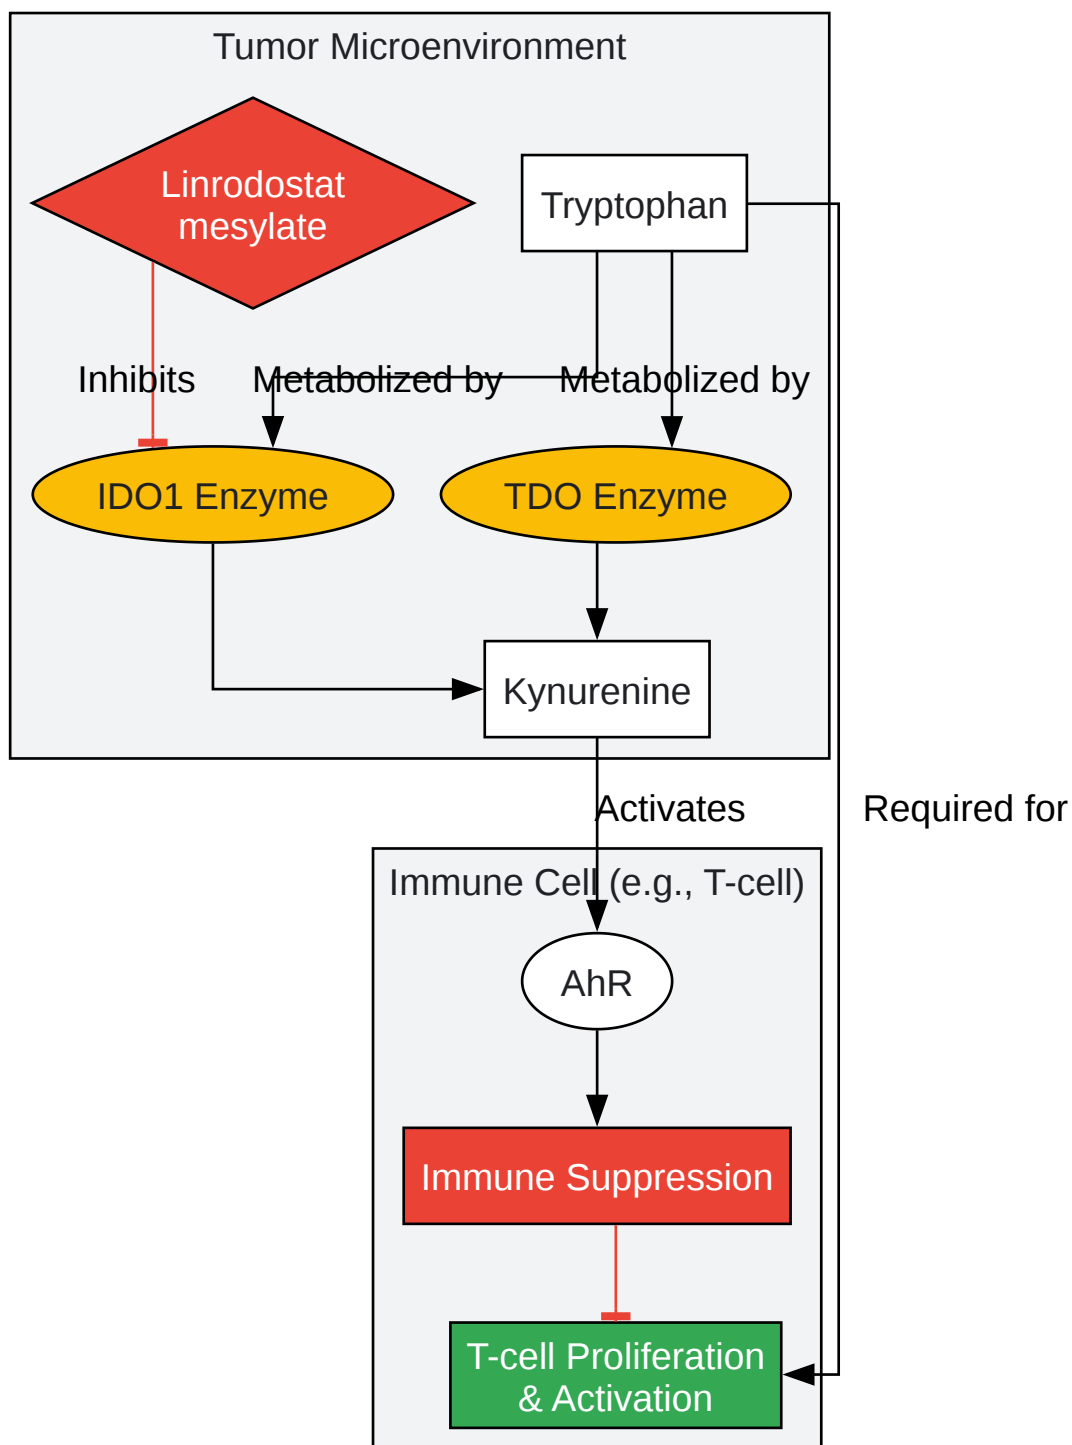 Tumor Microenvironment
Linrodostat
mesylate
Tryptophan
Inhibits
Metabolized by
Metabolized by
IDO1 Enzyme
TDO Enzyme
Kynurenine
Activates
Required for
Immune Cell (e.g., T-cell)
AhR
Immune Suppression
T-cell Proliferation
& Activation